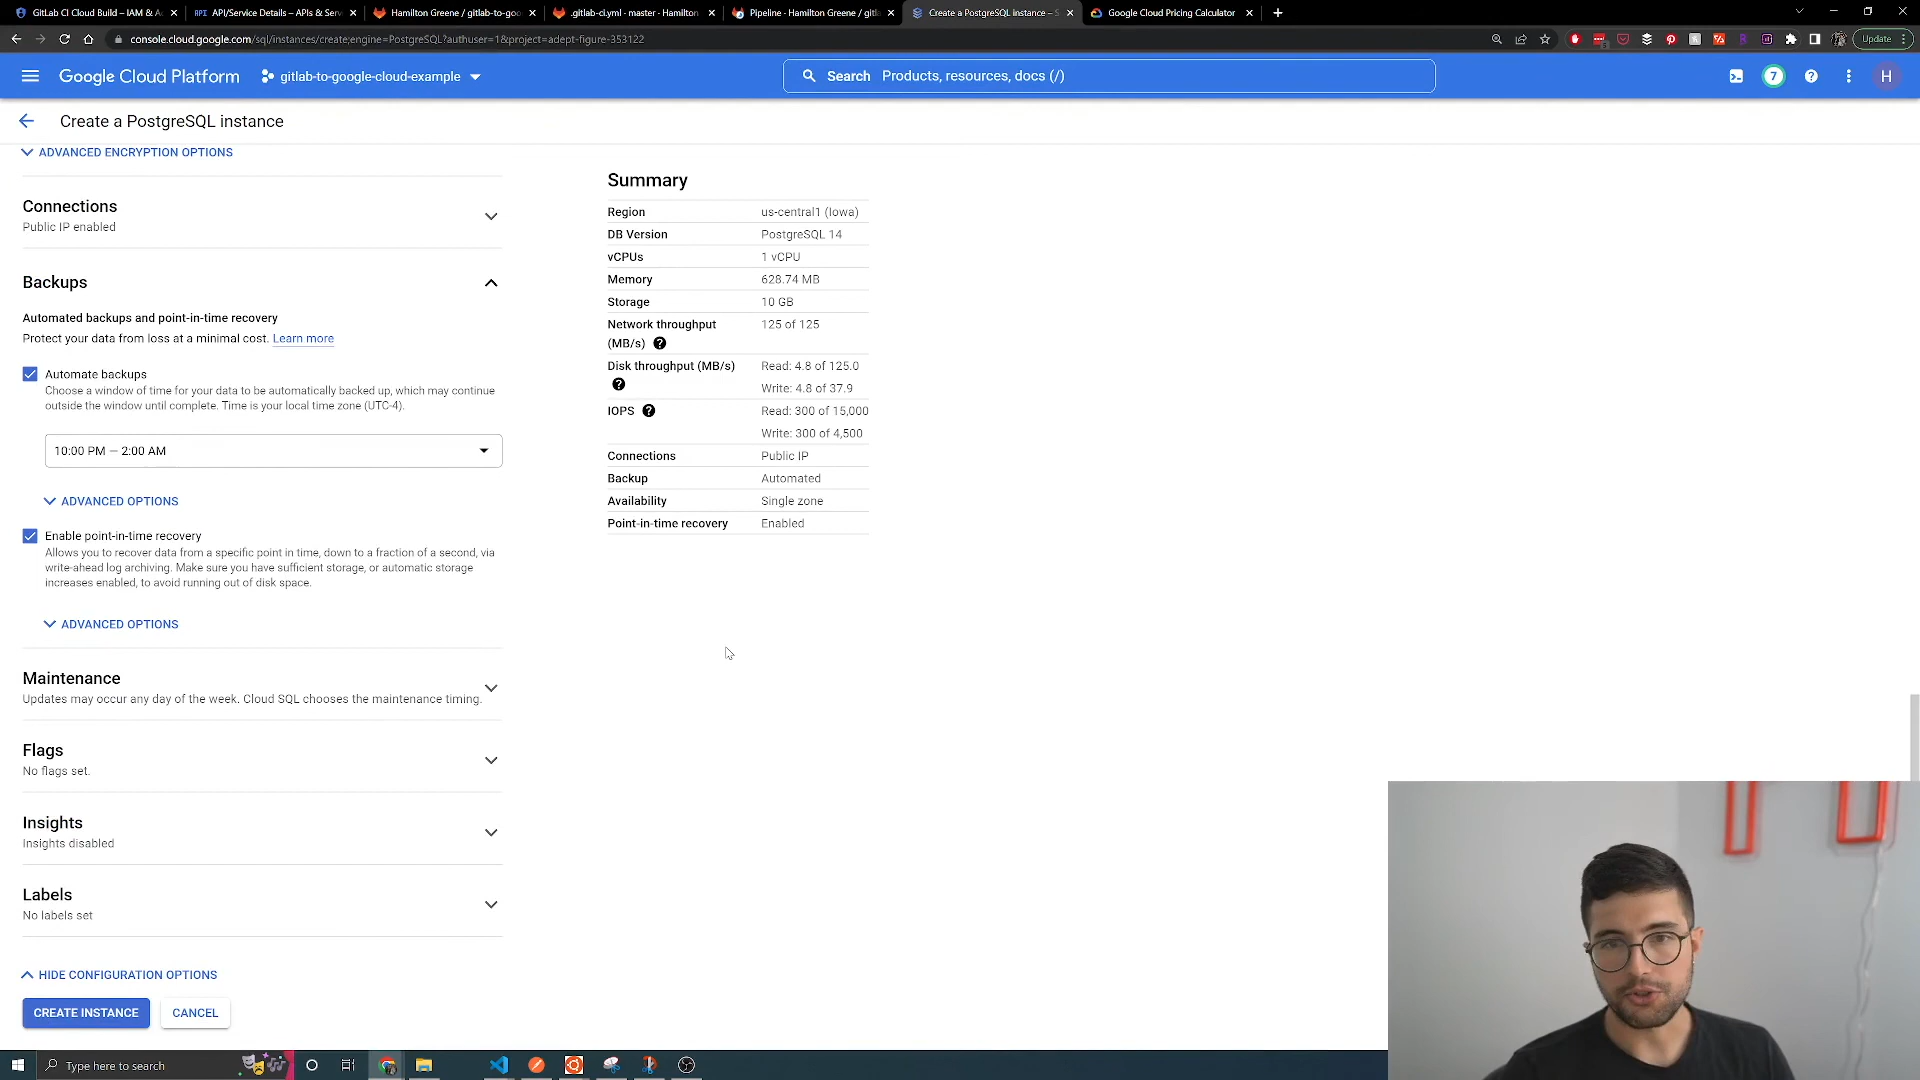 GitLab CI Cloud Build – IAM & A
API API/Service Details – APIs & Serv
Hamilton Greene / gitlab-to-goo
.gitlab-ci.yml · master · Hamilton
Pipeline · Hamilton Greene / gitla
Create a PostgreSQL instance – S
Google Cloud Pricing Calculator
console.cloud.google.com/sql/instances/create;engine=PostgreSQL?authuser=1&project=adept-figure-353122
Update
Google Cloud Platform
gitlab-to-google-cloud-example
Search Products, resources, docs (/)
7
H
Create a PostgreSQL instance
ADVANCED ENCRYPTION OPTIONS
Connections
Public IP enabled
Backups
Automated backups and point-in-time recovery
Protect your data from loss at a minimal cost. Learn more
Automate backups
Choose a window of time for your data to be automatically backed up, which may continue
outside the window until complete. Time is your local time zone (UTC-4).
10:00 PM — 2:00 AM
ADVANCED OPTIONS
Enable point-in-time recovery
Allows you to recover data from a specific point in time, down to a fraction of a second, via
write-ahead log archiving. Make sure you have sufficient storage, or automatic storage
increases enabled, to avoid running out of disk space.
ADVANCED OPTIONS
Maintenance
Updates may occur any day of the week. Cloud SQL chooses the maintenance timing.
Flags
No flags set.
Insights
Insights disabled
Labels
No labels set
HIDE CONFIGURATION OPTIONS
CREATE INSTANCE
CANCEL
Summary
Region us-central1 (Iowa)
DB Version PostgreSQL 14
vCPUs 1 vCPU
Memory 628.74 MB
Storage 10 GB
Network throughput 125 of 125
(MB/s)
Disk throughput (MB/s) Read: 4.8 of 125.0
Write: 4.8 of 37.9
IOPS Read: 300 of 15,000
Write: 300 of 4,500
Connections Public IP
Backup Automated
Availability Single zone
Point-in-time recovery Enabled
Type here to search